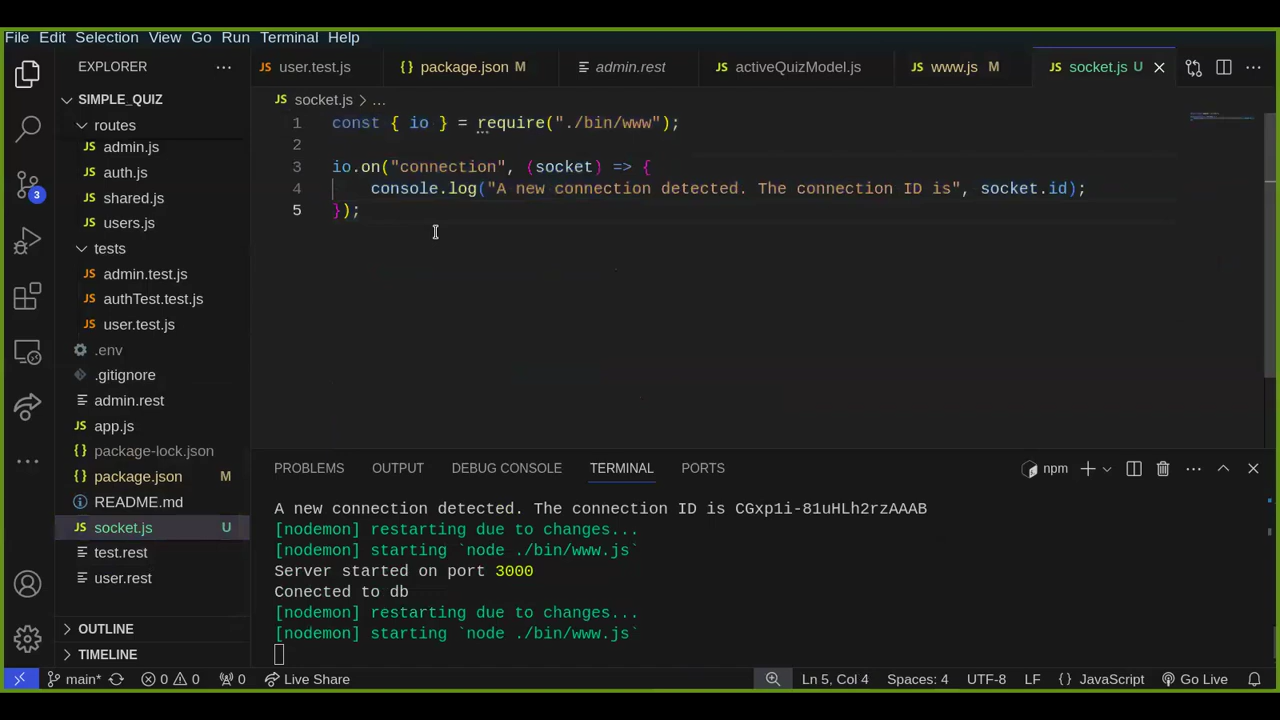 File Edit Selection View Go Run Terminal Help
EXPLORER ···
SIMPLE_QUIZ
routes
JS admin.js
JS auth.js
JS shared.js
JS users.js
tests
JS admin.test.js
JS authTest.test.js
JS user.test.js
.env
.gitignore
admin.rest
JS app.js
{} package-lock.json
{} package.json M
README.md
JS socket.js U
test.rest
user.rest
OUTLINE
TIMELINE
3
JS user.test.js {} package.json M admin.rest JS activeQuizModel.js JS www.js M JS socket.js U
JS socket.js > ...
1 const { io } = require("./bin/www");
2
3 io.on("connection", (socket) => {
4 console.log("A new connection detected. The connection ID is", socket.id);
5 });
PROBLEMS OUTPUT DEBUG CONSOLE TERMINAL PORTS npm
A new connection detected. The connection ID is CGxp1i-81uHLh2rzAAAB
[nodemon] restarting due to changes...
[nodemon] starting `node ./bin/www.js`
Server started on port 3000
Conected to db
[nodemon] restarting due to changes...
[nodemon] starting `node ./bin/www.js`
main* 0 0 0 Live Share Ln 5, Col 4 Spaces: 4 UTF-8 LF {} JavaScript Go Live